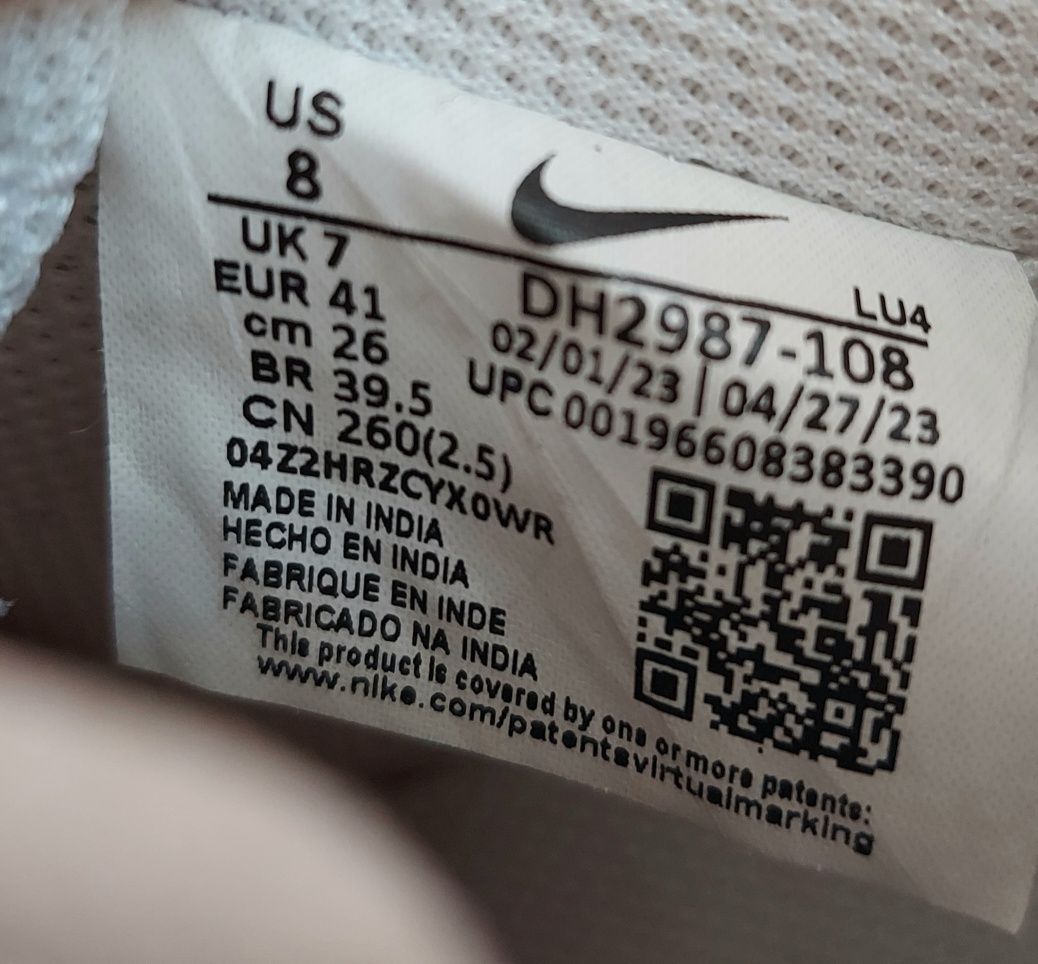 US
8
UK 7
EUR 41
cm 26
BR 39.5
CN 260(2.5)
04Z2HRZCYX0WR
MADE IN INDIA
HECHO EN INDIA
FABRIQUE EN INDE
FABRICADO NA INDIA
This product is covered by one or more patents:
www.nike.com/patentsvirtualmarking
LU4
DH2987-108
02/01/23 | 04/27/23
UPC 00196608383390